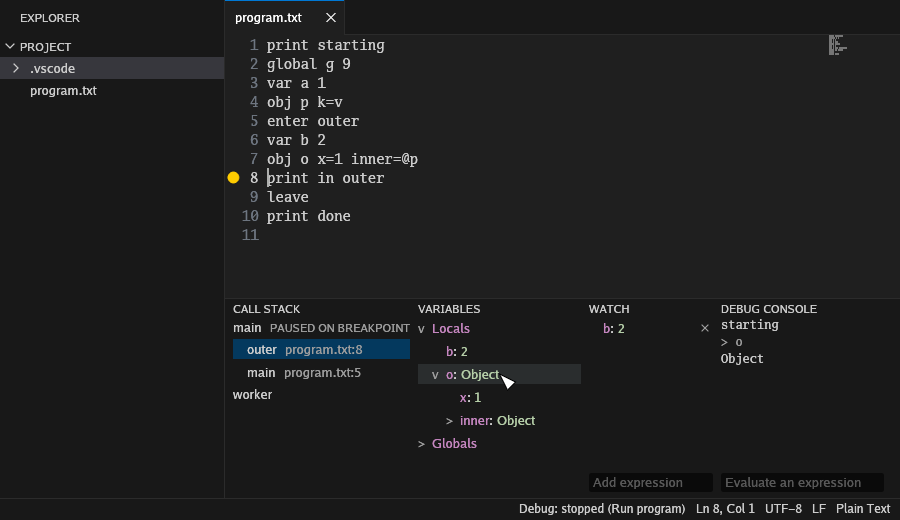 EXPLORER
PROJECT
.vscode
program.txt
program.txt
1 print starting
2 global g 9
3 var a 1
4 obj p k=v
5 enter outer
6 var b 2
7 obj o x=1 inner=@p
8 print in outer
9 leave
10 print done
11
CALL STACK
main PAUSED ON BREAKPOINT
outer program.txt:8
main program.txt:5
worker
VARIABLES
v Locals
b: 2
v o: Object
x: 1
> inner: Object
> Globals
WATCH
b: 2
Add expression
DEBUG CONSOLE
starting
> o
Object
Evaluate an expression
Debug: stopped (Run program) Ln 8, Col 1 UTF-8 LF Plain Text